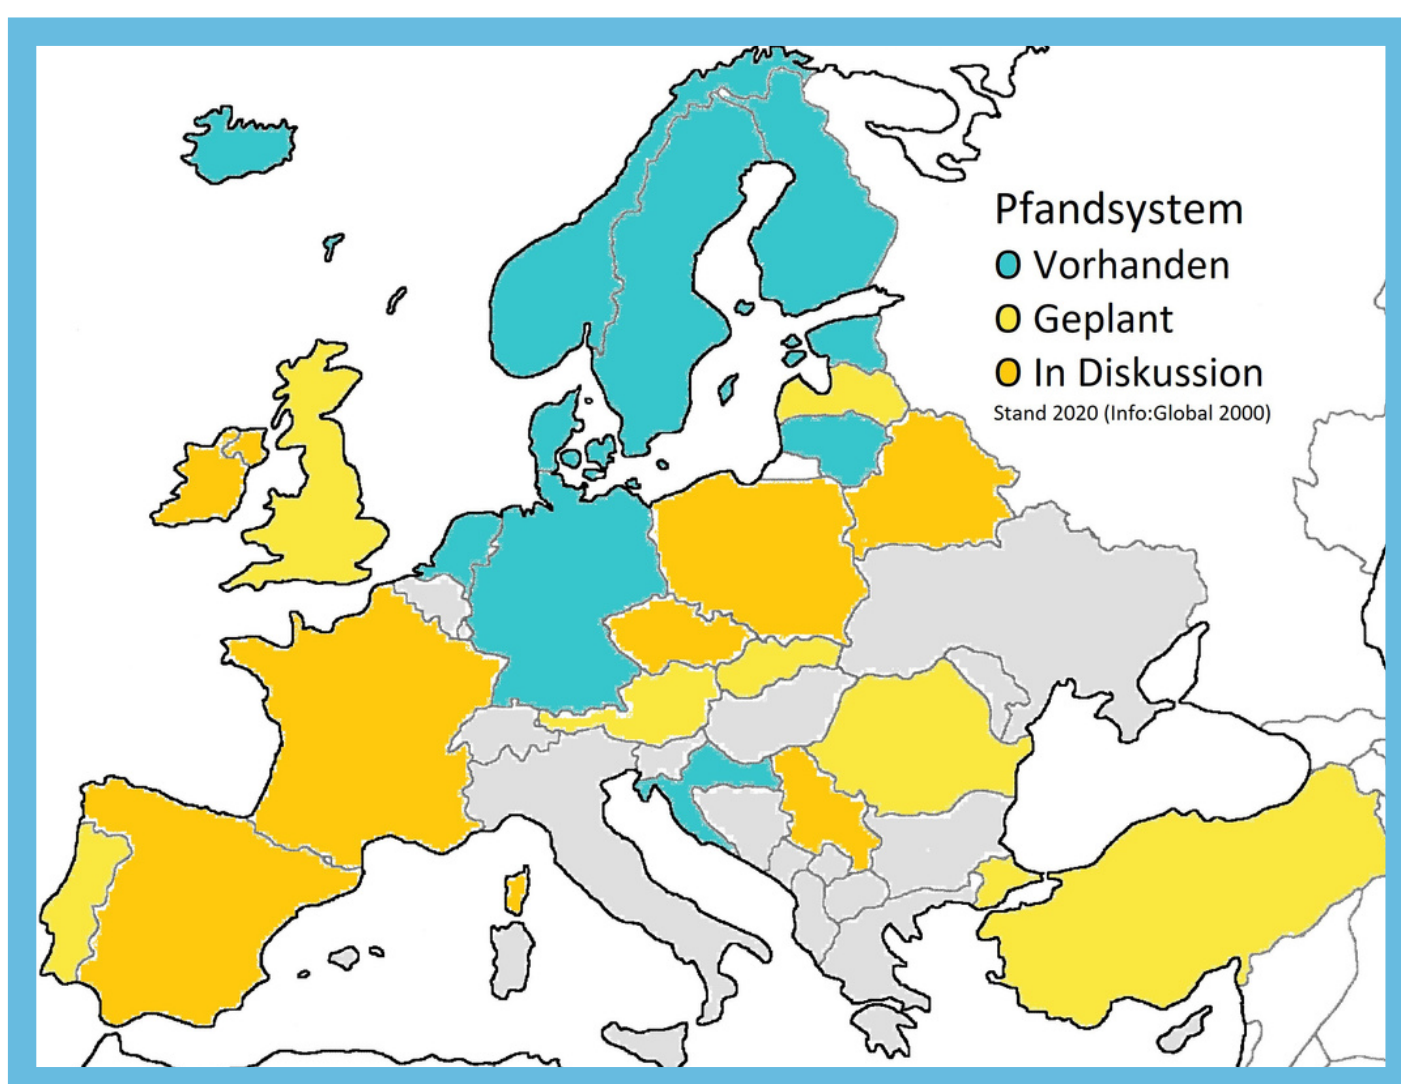 Pfandsystem
O Vorhanden
O Geplant
O In Diskussion
Stand 2020 (Info:Global 2000)